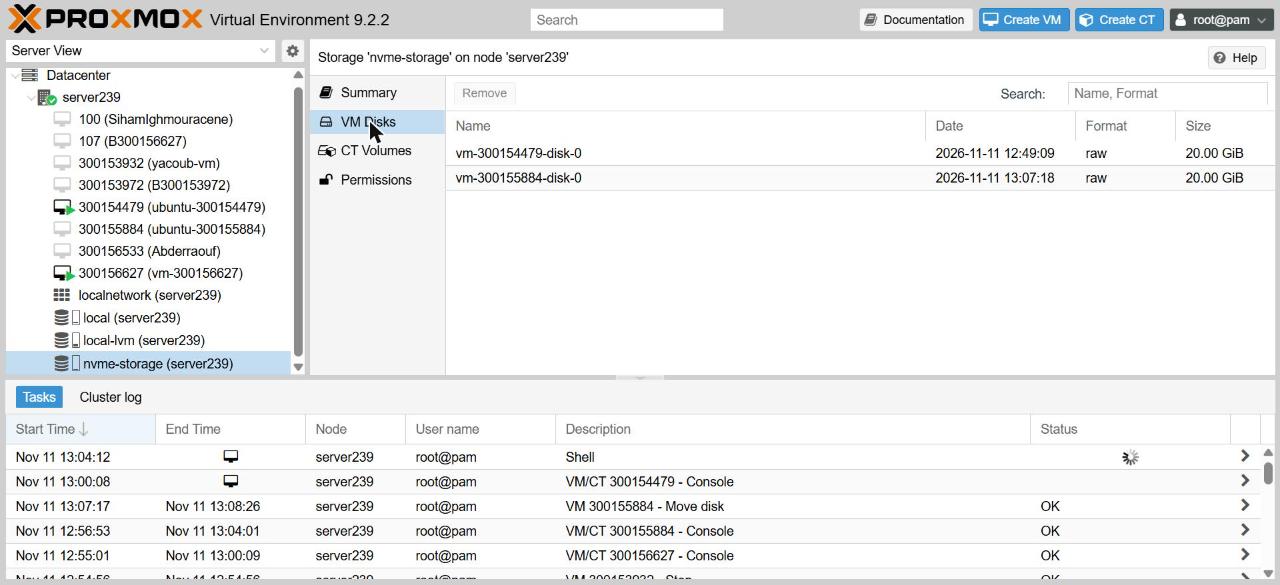 PROXMOX Virtual Environment 9.2.2 Search Documentation Create VM Create CT root@pam
Server View
Datacenter
server239
100 (SihamIghmouracene)
107 (B300156627)
300153932 (yacoub-vm)
300153972 (B300153972)
300154479 (ubuntu-300154479)
300155884 (ubuntu-300155884)
300156533 (Abderraouf)
300156627 (vm-300156627)
localnetwork (server239)
local (server239)
local-lvm (server239)
nvme-storage (server239)
Storage 'nvme-storage' on node 'server239' Help
Summary
VM Disks
CT Volumes
Permissions
Remove Search: Name, Format
Name Date Format Size
vm-300154479-disk-0 2026-11-11 12:49:09 raw 20.00 GiB
vm-300155884-disk-0 2026-11-11 13:07:18 raw 20.00 GiB
Tasks Cluster log
Start Time End Time Node User name Description Status
Nov 11 13:04:12 server239 root@pam Shell
Nov 11 13:00:08 server239 root@pam VM/CT 300154479 - Console
Nov 11 13:07:17 Nov 11 13:08:26 server239 root@pam VM 300155884 - Move disk OK
Nov 11 12:56:53 Nov 11 13:04:01 server239 root@pam VM/CT 300155884 - Console OK
Nov 11 12:55:01 Nov 11 13:00:09 server239 root@pam VM/CT 300156627 - Console OK